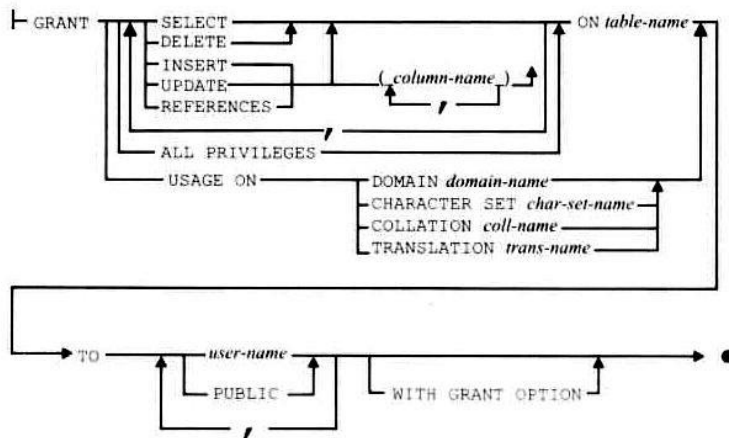 GRANT SELECT ON table-name
DELETE
INSERT
UPDATE ( column-name )
REFERENCES ,
,
ALL PRIVILEGES
USAGE ON DOMAIN domain-name
CHARACTER SET char-set-name
COLLATION coll-name
TRANSLATION trans-name
TO user-name
PUBLIC WITH GRANT OPTION
,